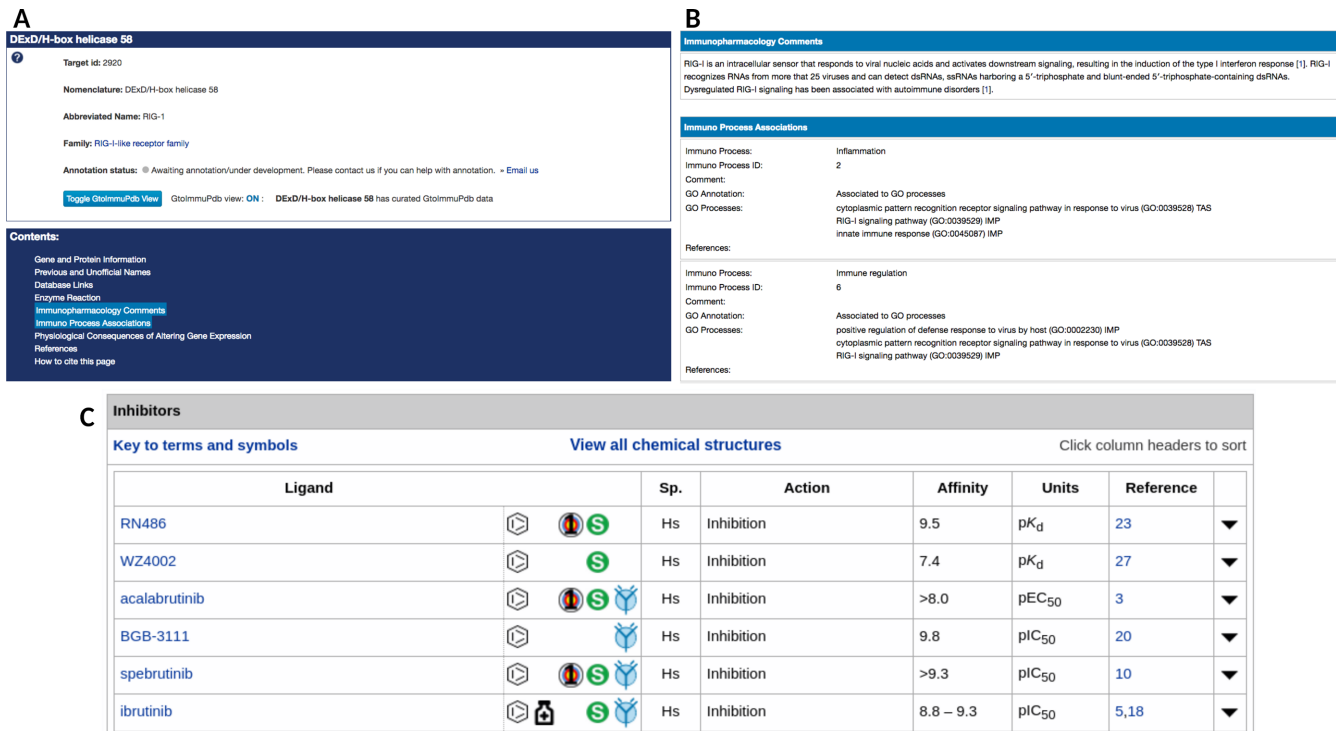 A
DExD/H-box helicase 58
?
Target id: 2920
Nomenclature: DExD/H-box helicase 58
Abbreviated Name: RIG-1
Family: RIG-I-like receptor family
Annotation status: Awaiting annotation/under development. Please contact us if you can help with annotation. » Email us
Toggle GtoImmuPdb View GtoImmuPdb view: ON : DExD/H-box helicase 58 has curated GtoImmuPdb data
Contents:
Gene and Protein Information
Previous and Unofficial Names
Database Links
Enzyme Reaction
Immunopharmacology Comments
Immuno Process Associations
Physiological Consequences of Altering Gene Expression
References
How to cite this page
B
Immunopharmacology Comments
RIG-I is an intracellular sensor that responds to viral nucleic acids and activates downstream signaling, resulting in the induction of the type I interferon response [1]. RIG-I
recognizes RNAs from more that 25 viruses and can detect dsRNAs, ssRNAs harboring a 5′-triphosphate and blunt-ended 5′-triphosphate-containing dsRNAs.
Dysregulated RIG-I signaling has been associated with autoimmune disorders [1].
Immuno Process Associations
Immuno Process: Inflammation
Immuno Process ID: 2
Comment:
GO Annotation: Associated to GO processes
GO Processes: cytoplasmic pattern recognition receptor signaling pathway in response to virus (GO:0039528) TAS
RIG-I signaling pathway (GO:0039529) IMP
innate immune response (GO:0045087) IMP
References:
Immuno Process: Immune regulation
Immuno Process ID: 6
Comment:
GO Annotation: Associated to GO processes
GO Processes: positive regulation of defense response to virus by host (GO:0002230) IMP
cytoplasmic pattern recognition receptor signaling pathway in response to virus (GO:0039528) TAS
RIG-I signaling pathway (GO:0039529) IMP
References:
C
Inhibitors
Key to terms and symbols View all chemical structures Click column headers to sort
Ligand Sp. Action Affinity Units Reference
RN486 1 S Hs Inhibition 9.5 pKd 23
WZ4002 S Hs Inhibition 7.4 pKd 27
acalabrutinib 1 S Hs Inhibition >8.0 pEC50 3
BGB-3111 Hs Inhibition 9.8 pIC50 20
spebrutinib 1 S Hs Inhibition >9.3 pIC50 10
ibrutinib S Hs Inhibition 8.8 – 9.3 pIC50 5,18